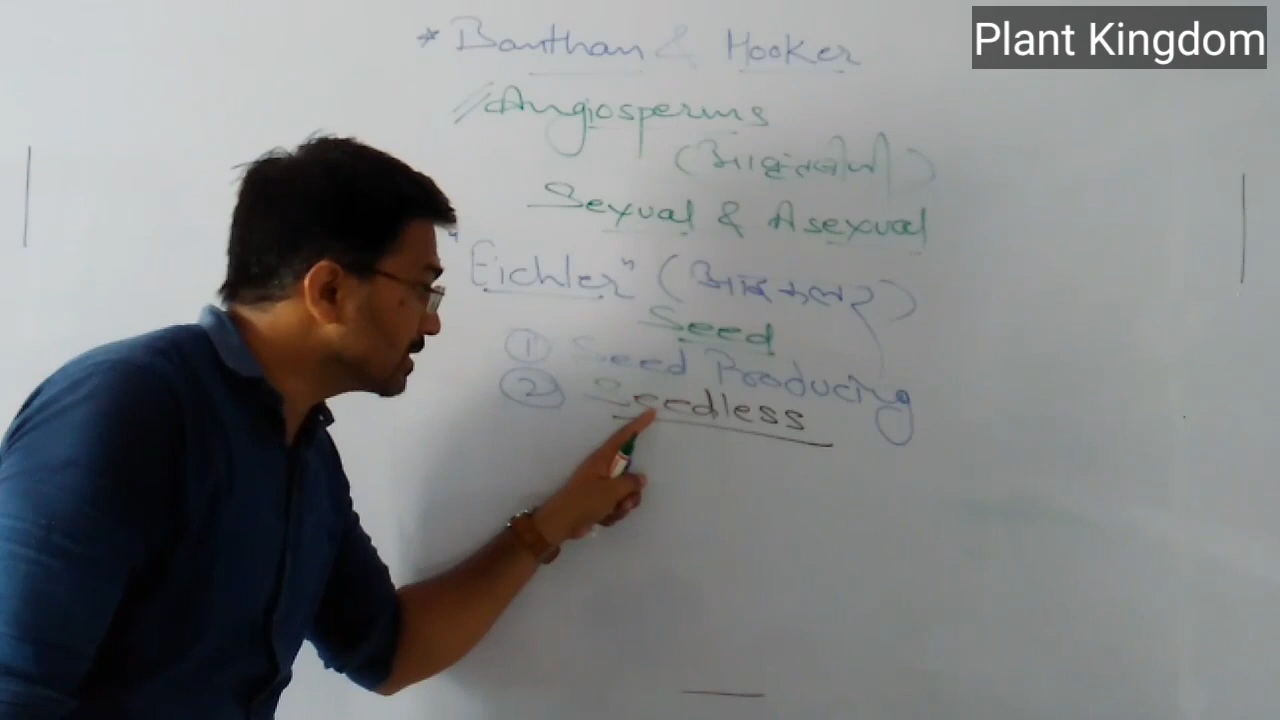 Plant Kingdom
* Banthan & Hooker
Angiosperms
Sexual & Asexual
"Eichler" (
Seed
① Seed Producing
② Seedless